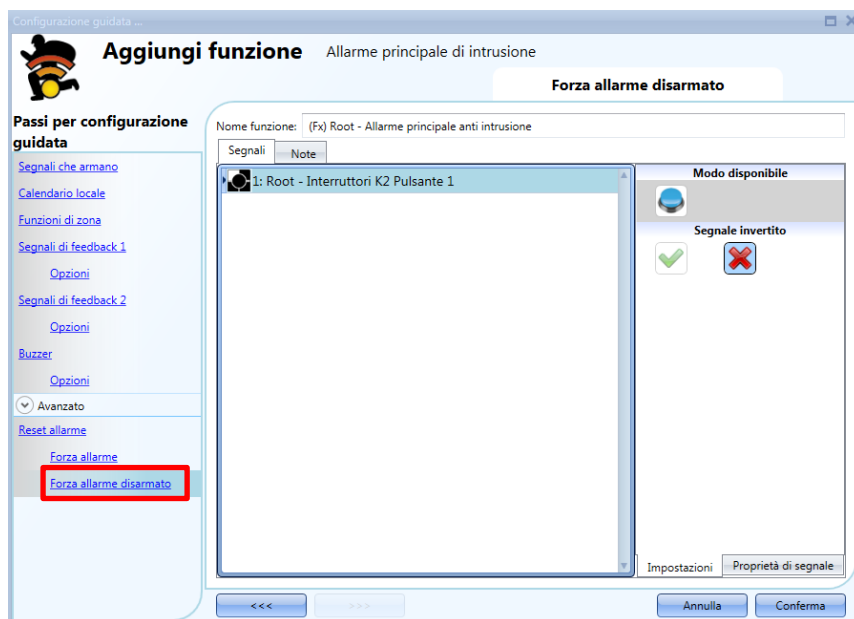 Configurazione guidata ...
Aggiungi funzione Allarme principale di intrusione
Forza allarme disarmato
Passi per configurazione
guidata
Segnali che armano
Calendario locale
Funzioni di zona
Segnali di feedback 1
Opzioni
Segnali di feedback 2
Opzioni
Buzzer
Opzioni
Avanzato
Reset allarme
Forza allarme
Forza allarme disarmato
Nome funzione: (Fx) Root - Allarme principale anti intrusione
Segnali Note
1: Root - Interruttori K2 Pulsante 1
Modo disponibile
Segnale invertito
Impostazioni Proprietà di segnale
<<< >>> Annulla Conferma